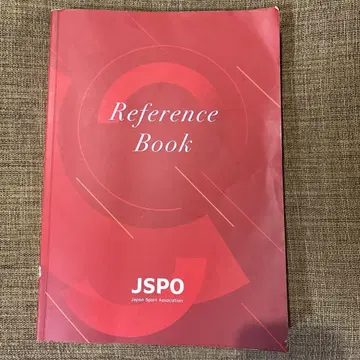 Reference
Book
JSPO
Japan Sport Association